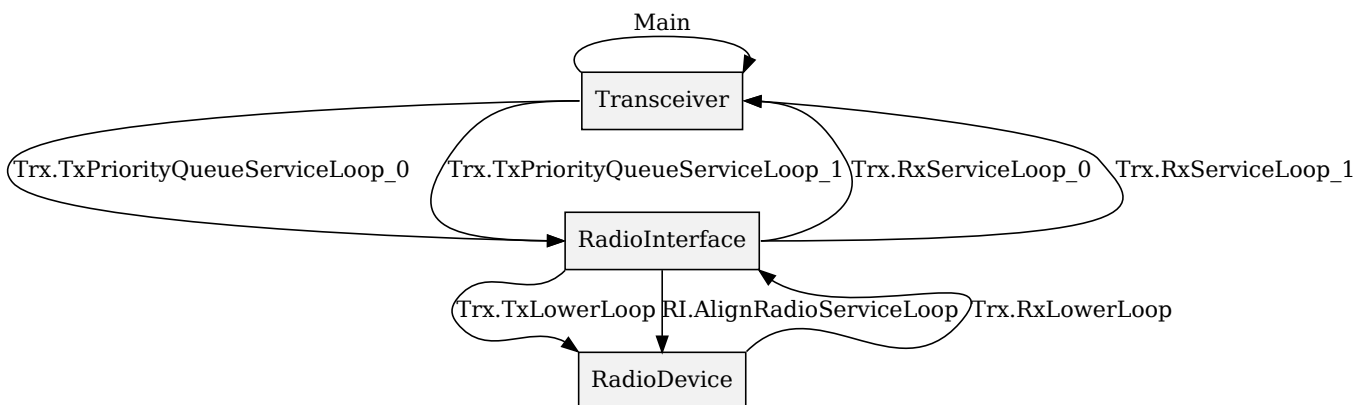 Main
Transceiver
Trx.TxPriorityQueueServiceLoop_0
Trx.TxPriorityQueueServiceLoop_1
Trx.RxServiceLoop_0
Trx.RxServiceLoop_1
RadioInterface
Trx.TxLowerLoop
RI.AlignRadioServiceLoop
Trx.RxLowerLoop
RadioDevice